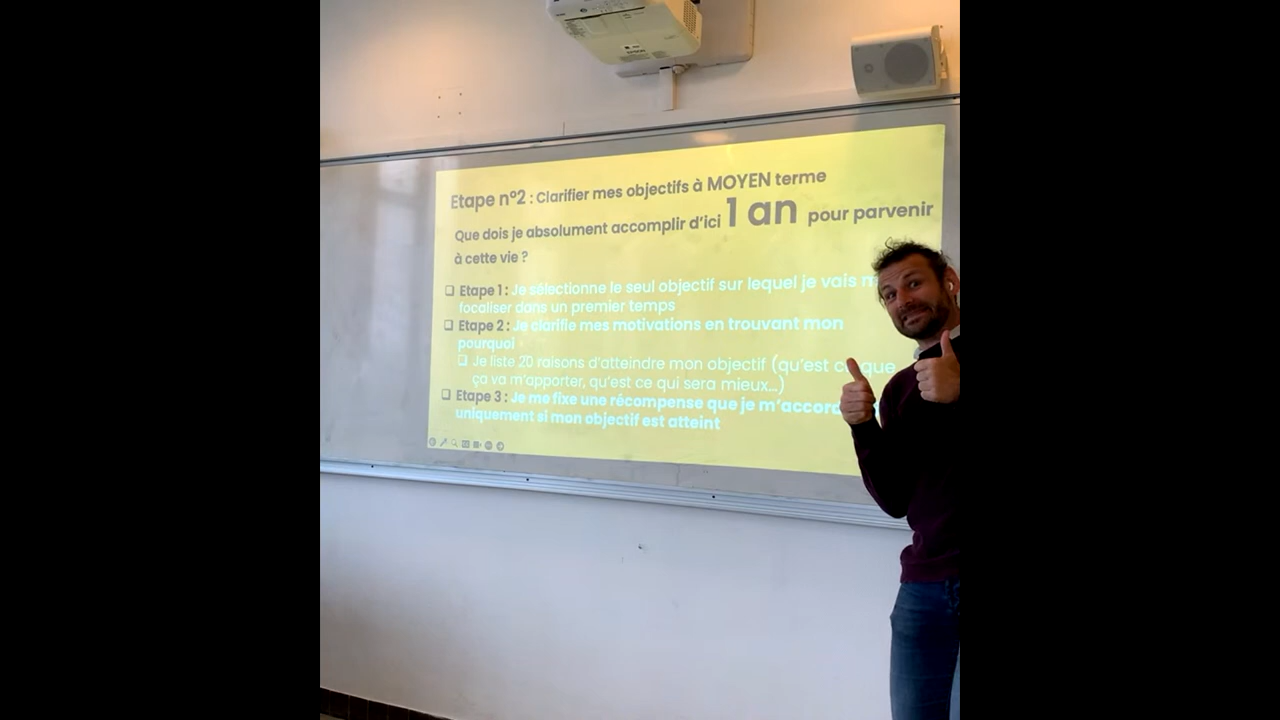 Etape n°2 : Clarifier mes objectifs à MOYEN terme
Que dois je absolument accomplir d'ici 1 an pour parvenir
à cette vie ?
❑ Etape 1 : Je sélectionne le seul objectif sur lequel je vais
focaliser dans un premier temps
❑ Etape 2 : Je clarifie mes motivations en trouvant mon
pourquoi
❑ Je liste 20 raisons d'atteindre mon objectif (qu'est ce que
ça va m'apporter, qu'est ce qui sera mieux...)
❑ Etape 3 : Je me fixe une récompense que je
uniquement si mon objectif est atteint